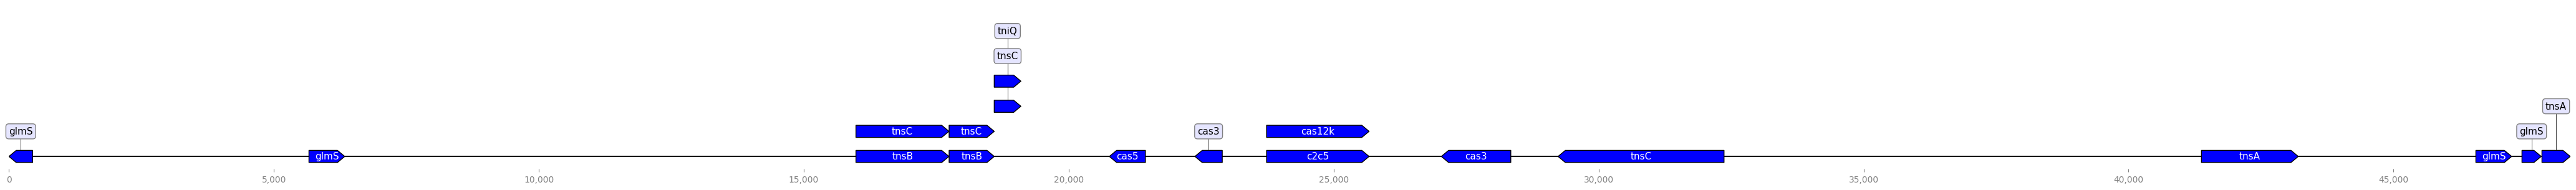 tniQ
tnsC
tnsA
glmS
tnsC
tnsC
cas3
cas12k
glmS
glmS
tnsB
tnsB
cas5
c2c5
cas3
tnsC
tnsA
glmS
0
5,000
10,000
15,000
20,000
25,000
30,000
35,000
40,000
45,000